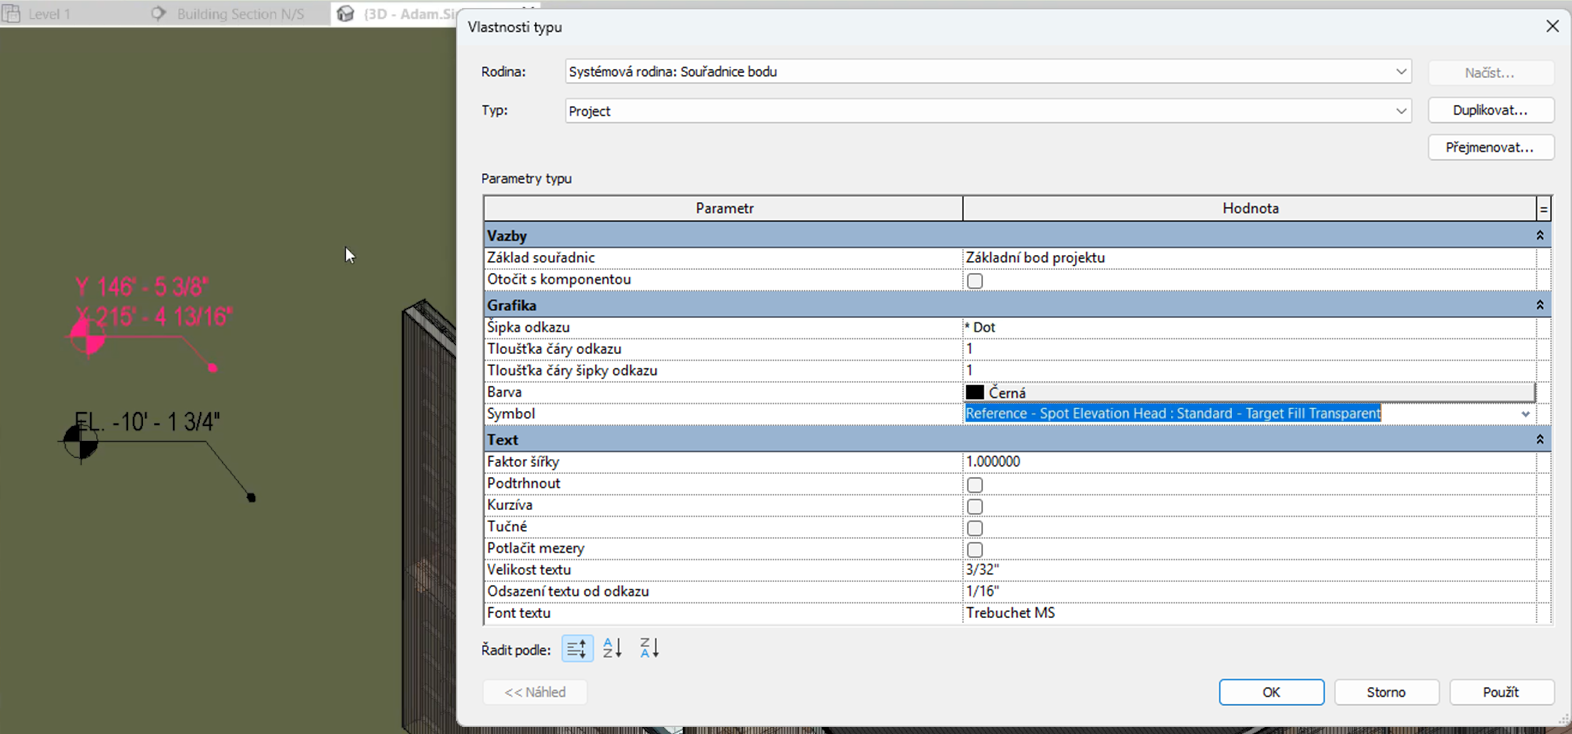 Level 1
Building Section N/S
(3D - Adam.Si
Vlastnosti typu
Rodina:
Systémová rodina: Souřadnice bodu
Načíst...
Typ:
Project
Duplikovat...
Přejmenovat...
Parametry typu
Parametr Hodnota =
Vazby
Základ souřadnic Základní bod projektu
Otočit s komponentou
Grafika
Šipka odkazu * Dot
Tloušťka čáry odkazu 1
Tloušťka čáry šipky odkazu 1
Barva Černá
Symbol Reference - Spot Elevation Head : Standard - Target Fill Transparent
Text
Faktor šířky 1.000000
Podtrhnout
Kurzíva
Tučné
Potlačit mezery
Velikost textu 3/32"
Odsazení textu od odkazu 1/16"
Font textu Trebuchet MS
Řadit podle:
<< Náhled
OK
Storno
Použít
Y 146' - 5 3/8"
X 215' - 4 13/16"
EL. -10' - 1 3/4"